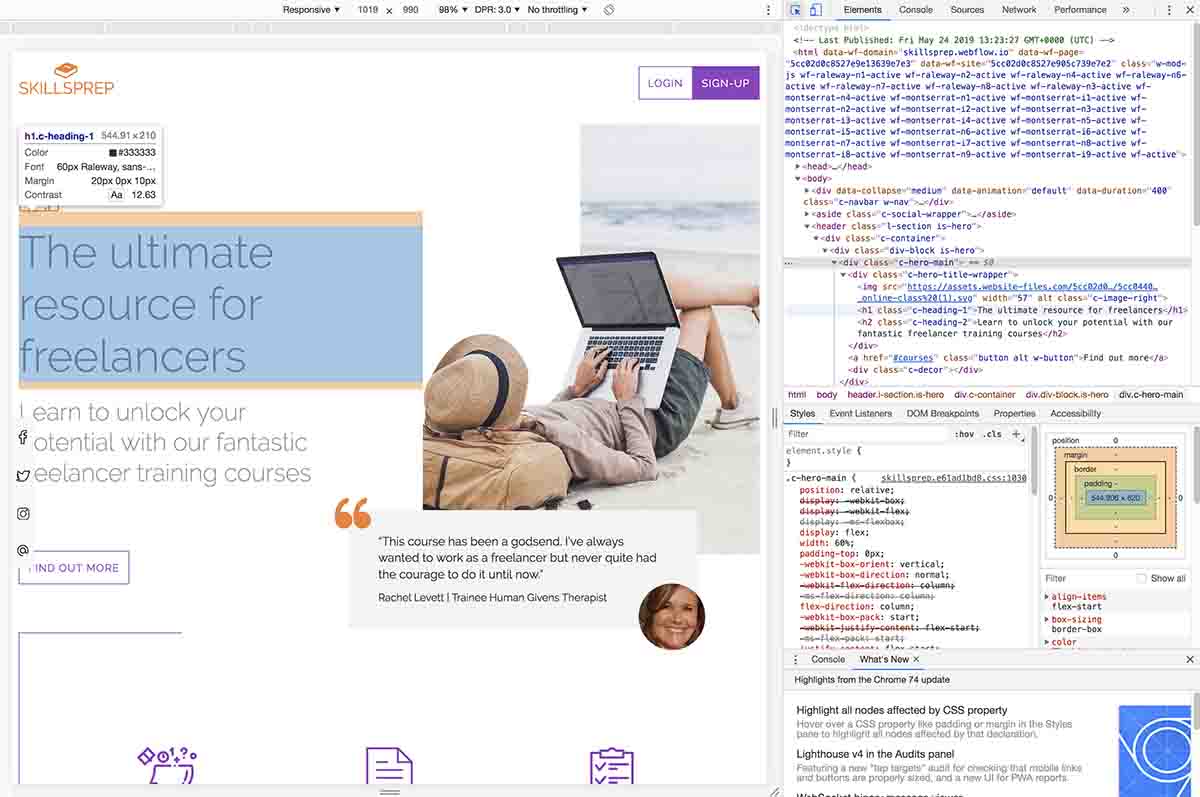 Responsive ▼ 1018 × 990 98% ▼ DPR: 3.0 ▼ No throttling ▼
SKILLSPREP
LOGIN SIGN-UP
h1.c-heading-1 544.91 × 210
Color #333333
Font 60px Raleway, sans-…
Margin 20px 0px 10px
Contrast Aa 12.63
The ultimate
resource for
freelancers
earn to unlock your
otential with our fantastic
eelancer training courses
“This course has been a godsend. I've always
wanted to work as a freelancer but never quite had
the courage to do it until now.”
Rachel Levett | Trainee Human Givens Therapist
IND OUT MORE
Elements Console Sources Network Performance »
<!doctype html>
<!-- Last Published: Fri May 24 2019 13:23:27 GMT+0000 (UTC) -->
<html data-wf-domain="skillsprep.webflow.io" data-wf-page=
"5cc02d0c8527e9e13639e7e3" data-wf-site="5cc02d0c8527e905c739e7e2" class="w-mod-
js wf-raleway-n1-active wf-raleway-n2-active wf-raleway-n4-active wf-raleway-n6-
active wf-raleway-n7-active wf-raleway-n8-active wf-raleway-n3-active wf-
montserrat-n4-active wf-montserrat-n1-active wf-montserrat-i1-active wf-
montserrat-n2-active wf-montserrat-i2-active wf-montserrat-n3-active wf-
montserrat-i3-active wf-montserrat-i4-active wf-montserrat-n5-active wf-
montserrat-i5-active wf-montserrat-n6-active wf-montserrat-i6-active wf-
montserrat-n7-active wf-montserrat-i7-active wf-montserrat-n8-active wf-
montserrat-i8-active wf-montserrat-n9-active wf-montserrat-i9-active wf-active">
<head>…</head>
<body>
<div data-collapse="medium" data-animation="default" data-duration="400"
class="c-navbar w-nav">…</div>
<aside class="c-social-wrapper">…</aside>
<header class="l-section is-hero">
<div class="c-container">
<div class="div-block is-hero">
… <div class="c-hero-main"> == $0
<div class="c-hero-title-wrapper">
<img src="https://assets.website-files.com/5cc02d0…/5cc0440…
_online-class%20(1).svg" width="57" alt class="c-image-right">
<h1 class="c-heading-1">The ultimate resource for freelancers</h1>
<h2 class="c-heading-2">Learn to unlock your potential with our
fantastic freelancer training courses</h2>
</div>
<a href="#courses" class="button alt w-button">Find out more</a>
<div class="c-decor"></div>
</div>
html body header.l-section.is-hero div.c-container div.div-block.is-hero div.c-hero-main
Styles Event Listeners DOM Breakpoints Properties Accessibility
Filter :hov .cls +
element.style {
}
.c-hero-main { skillsprep.e61ad1bd0.css:1030
position: relative;
display: -webkit-box;
display: -webkit-flex;
display: -ms-flexbox;
display: flex;
width: 60%;
padding-top: 0px;
-webkit-box-orient: vertical;
-webkit-box-direction: normal;
-webkit-flex-direction: column;
-ms-flex-direction: column;
flex-direction: column;
-webkit-box-pack: start;
-webkit-justify-content: flex-start;
-ms-flex-pack: start;
justify-content: flex-start;
position 0
margin -
border -
padding -
0 - - 544.906 × 620 - - 0
-
-
0
Filter Show all
align-items
flex-start
box-sizing
border-box
color
Console What's New ×
Highlights from the Chrome 74 update
Highlight all nodes affected by CSS property
Hover over a CSS property like padding or margin in the Styles
pane to highlight all nodes affected by that declaration.
Lighthouse v4 in the Audits panel
Featuring a new "tap targets" audit for checking that mobile links
and buttons are properly sized, and a new UI for PWA reports.
WebSocket binary message viewer